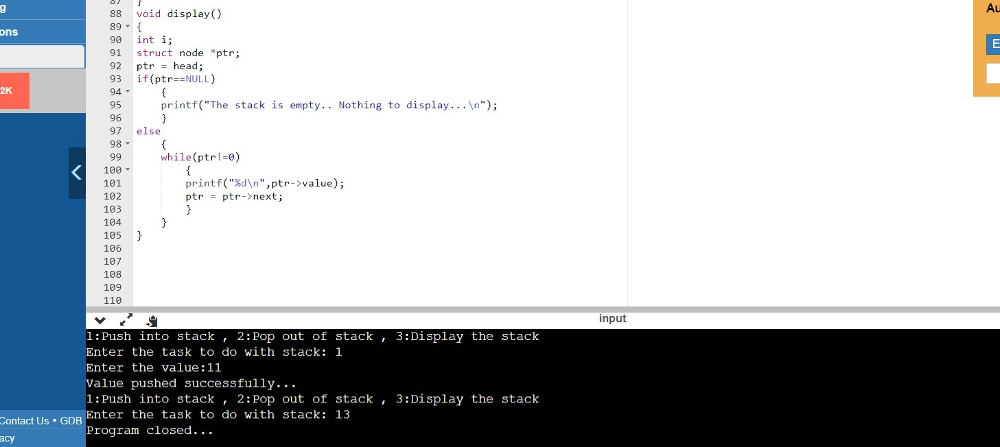 g
ons
2K
Contact Us • GDB
acy
87 }
88 void display()
89 {
90 int i;
91 struct node *ptr;
92 ptr = head;
93 if(ptr==NULL)
94 {
95 printf("The stack is empty.. Nothing to display...\n");
96 }
97 else
98 {
99 while(ptr!=0)
100 {
101 printf("%d\n",ptr->value);
102 ptr = ptr->next;
103 }
104 }
105 }
106
107
108
109
110
Au
E
input
1:Push into stack , 2:Pop out of stack , 3:Display the stack
Enter the task to do with stack: 1
Enter the value:11
Value pushed successfully...
1:Push into stack , 2:Pop out of stack , 3:Display the stack
Enter the task to do with stack: 13
Program closed...